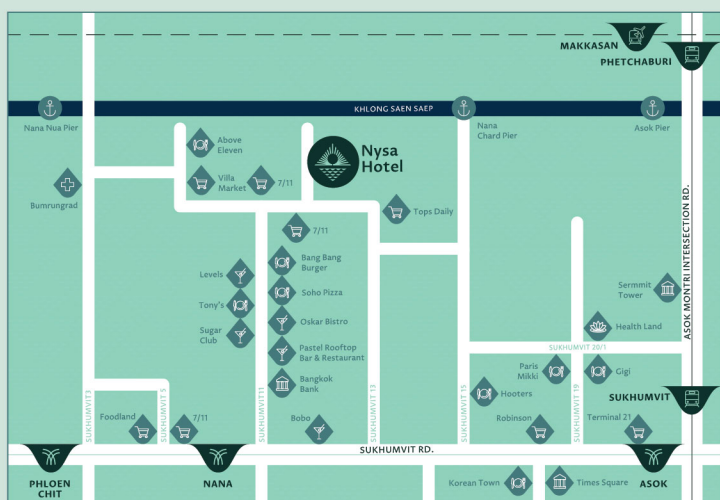 MAKKASAN
PHETCHABURI
KHLONG SAEN SAEP
Nana Nua Pier
Nana
Chard Pier
Asok Pier
Above
Eleven
Nysa
Hotel
Villa
Market
7/11
Bumrungrad
Tops Daily
7/11
ASOK MONTRI INTERSECTION RD.
Bang Bang
Burger
Levels
Soho Pizza
Sermmit
Tower
Tony's
Oskar Bistro
Sugar
Club
Health Land
Pastel Rooftop
Bar & Restaurant
SUKHUMVIT 20/1
Bangkok
Bank
Paris
Mikki
Gigi
Hooters
SUKHUMVIT
SUKHUMVIT 3
SUKHUMVIT 5
SUKHUMVIT 11
SUKHUMVIT 13
SUKHUMVIT 15
SUKHUMVIT 19
Foodland
7/11
Bobo
Robinson
Terminal 21
SUKHUMVIT RD.
PHLOEN
CHIT
NANA
Korean Town
Times Square
ASOK